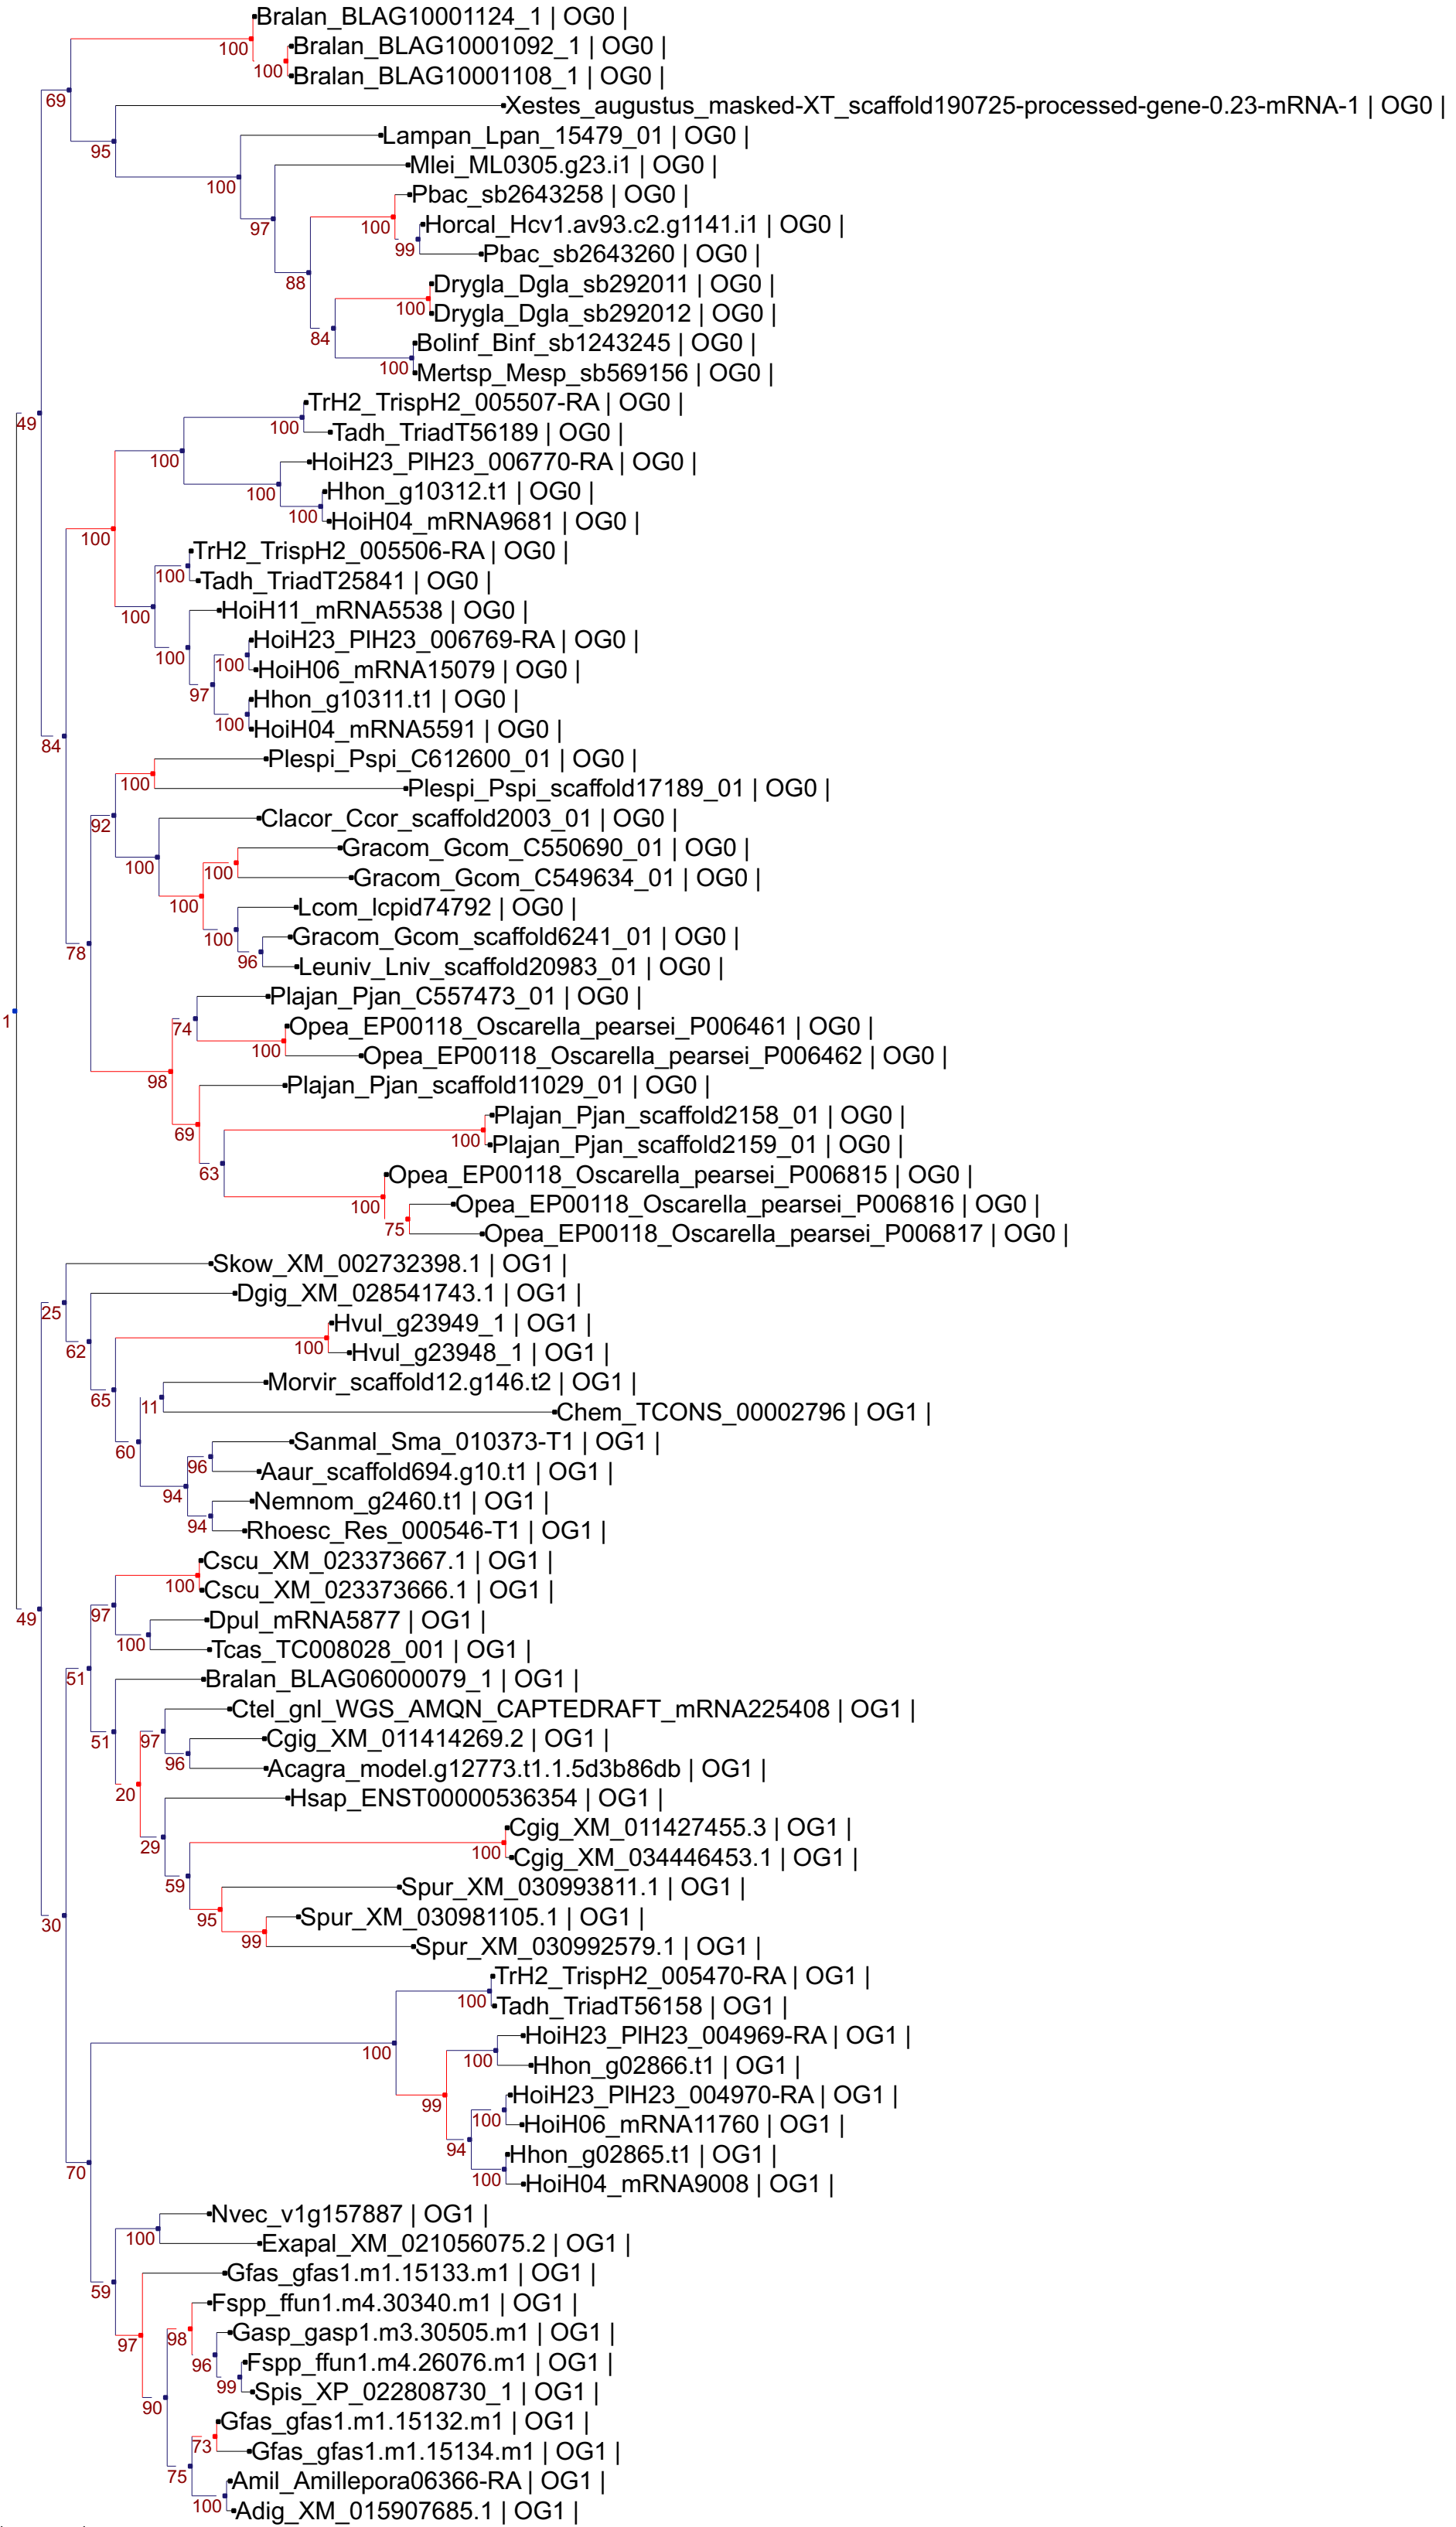 Bralan_BLAG10001124_1 | OG0 |
100
Bralan_BLAG10001092_1 | OG0 |
100
Bralan_BLAG10001108_1 | OG0 |
69
Xestes_augustus_masked-XT_scaffold190725-processed-gene-0.23-mRNA-1 | OG0 |
Lampan_Lpan_15479_01 | OG0 |
95
Mlei_ML0305.g23.i1 | OG0 |
100
Pbac_sb2643258 | OG0 |
97
100
Horcal_Hcv1.av93.c2.g1141.i1 | OG0 |
99
Pbac_sb2643260 | OG0 |
88
Drygla_Dgla_sb292011 | OG0 |
100
Drygla_Dgla_sb292012 | OG0 |
84
Bolinf_Binf_sb1243245 | OG0 |
100
Mertsp_Mesp_sb569156 | OG0 |
TrH2_TrispH2_005507-RA | OG0 |
49
100
Tadh_TriadT56189 | OG0 |
100
HoiH23_PlH23_006770-RA | OG0 |
100
Hhon_g10312.t1 | OG0 |
100
HoiH04_mRNA9681 | OG0 |
100
TrH2_TrispH2_005506-RA | OG0 |
100
Tadh_TriadT25841 | OG0 |
100
HoiH11_mRNA5538 | OG0 |
HoiH23_PlH23_006769-RA | OG0 |
100
100
HoiH06_mRNA15079 | OG0 |
97
Hhon_g10311.t1 | OG0 |
100
HoiH04_mRNA5591 | OG0 |
84
Plespi_Pspi_C612600_01 | OG0 |
100
Plespi_Pspi_scaffold17189_01 | OG0 |
92
Clacor_Ccor_scaffold2003_01 | OG0 |
Gracom_Gcom_C550690_01 | OG0 |
100
100
Gracom_Gcom_C549634_01 | OG0 |
100
Lcom_lcpid74792 | OG0 |
100
Gracom_Gcom_scaffold6241_01 | OG0 |
78
96
Leuniv_Lniv_scaffold20983_01 | OG0 |
Plajan_Pjan_C557473_01 | OG0 |
1
74
Opea_EP00118_Oscarella_pearsei_P006461 | OG0 |
100
Opea_EP00118_Oscarella_pearsei_P006462 | OG0 |
98
Plajan_Pjan_scaffold11029_01 | OG0 |
Plajan_Pjan_scaffold2158_01 | OG0 |
69
100
Plajan_Pjan_scaffold2159_01 | OG0 |
63
Opea_EP00118_Oscarella_pearsei_P006815 | OG0 |
100
Opea_EP00118_Oscarella_pearsei_P006816 | OG0 |
75
Opea_EP00118_Oscarella_pearsei_P006817 | OG0 |
Skow_XM_002732398.1 | OG1 |
Dgig_XM_028541743.1 | OG1 |
25
Hvul_g23949_1 | OG1 |
62
100
Hvul_g23948_1 | OG1 |
Morvir_scaffold12.g146.t2 | OG1 |
65
11
Chem_TCONS_00002796 | OG1 |
Sanmal_Sma_010373-T1 | OG1 |
60
96
Aaur_scaffold694.g10.t1 | OG1 |
94
Nemnom_g2460.t1 | OG1 |
94
Rhoesc_Res_000546-T1 | OG1 |
Cscu_XM_023373667.1 | OG1 |
100
Cscu_XM_023373666.1 | OG1 |
49
97
Dpul_mRNA5877 | OG1 |
100
Tcas_TC008028_001 | OG1 |
51
Bralan_BLAG06000079_1 | OG1 |
Ctel_gnl_WGS_AMQN_CAPTEDRAFT_mRNA225408 | OG1 |
51
97
Cgig_XM_011414269.2 | OG1 |
96
Acagra_model.g12773.t1.1.5d3b86db | OG1 |
20
Hsap_ENST00000536354 | OG1 |
Cgig_XM_011427455.3 | OG1 |
29
100
Cgig_XM_034446453.1 | OG1 |
59
Spur_XM_030993811.1 | OG1 |
30
95
Spur_XM_030981105.1 | OG1 |
99
Spur_XM_030992579.1 | OG1 |
TrH2_TrispH2_005470-RA | OG1 |
100
Tadh_TriadT56158 | OG1 |
HoiH23_PlH23_004969-RA | OG1 |
100
100
Hhon_g02866.t1 | OG1 |
HoiH23_PlH23_004970-RA | OG1 |
99
100
HoiH06_mRNA11760 | OG1 |
94
Hhon_g02865.t1 | OG1 |
70
100
HoiH04_mRNA9008 | OG1 |
Nvec_v1g157887 | OG1 |
100
Exapal_XM_021056075.2 | OG1 |
Gfas_gfas1.m1.15133.m1 | OG1 |
59
Fspp_ffun1.m4.30340.m1 | OG1 |
97
98
Gasp_gasp1.m3.30505.m1 | OG1 |
96
Fspp_ffun1.m4.26076.m1 | OG1 |
99
Spis_XP_022808730_1 | OG1 |
90
Gfas_gfas1.m1.15132.m1 | OG1 |
73
Gfas_gfas1.m1.15134.m1 | OG1 |
75
Amil_Amillepora06366-RA | OG1 |
100
Adig_XM_015907685.1 | OG1 |